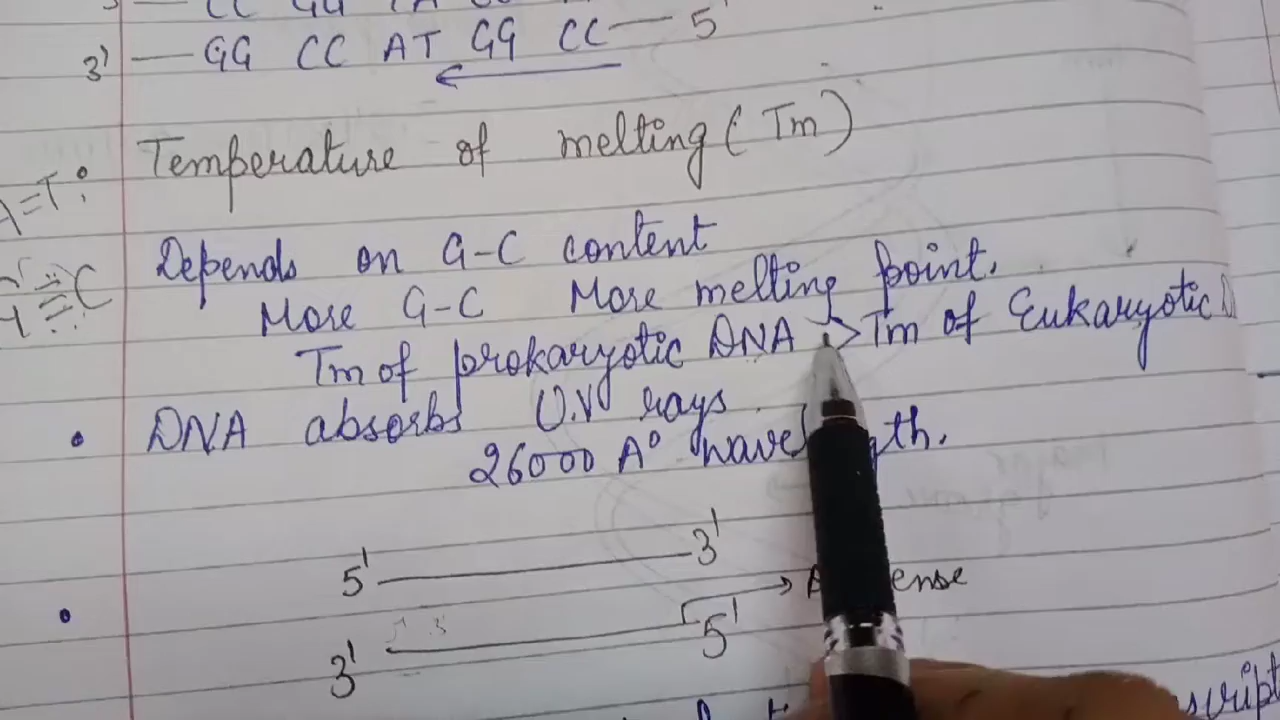 3' — GG CC AT GG CC — 5'
Temperature of melting (Tm)
A=T:
Depends on G-C content
≡C
More G-C More melting point.
Tm of prokaryotic DNA > Tm of Eukaryotic
• DNA absorbs U.V rays
26000 A° wavelength.
5' — 3'
3' — 5'